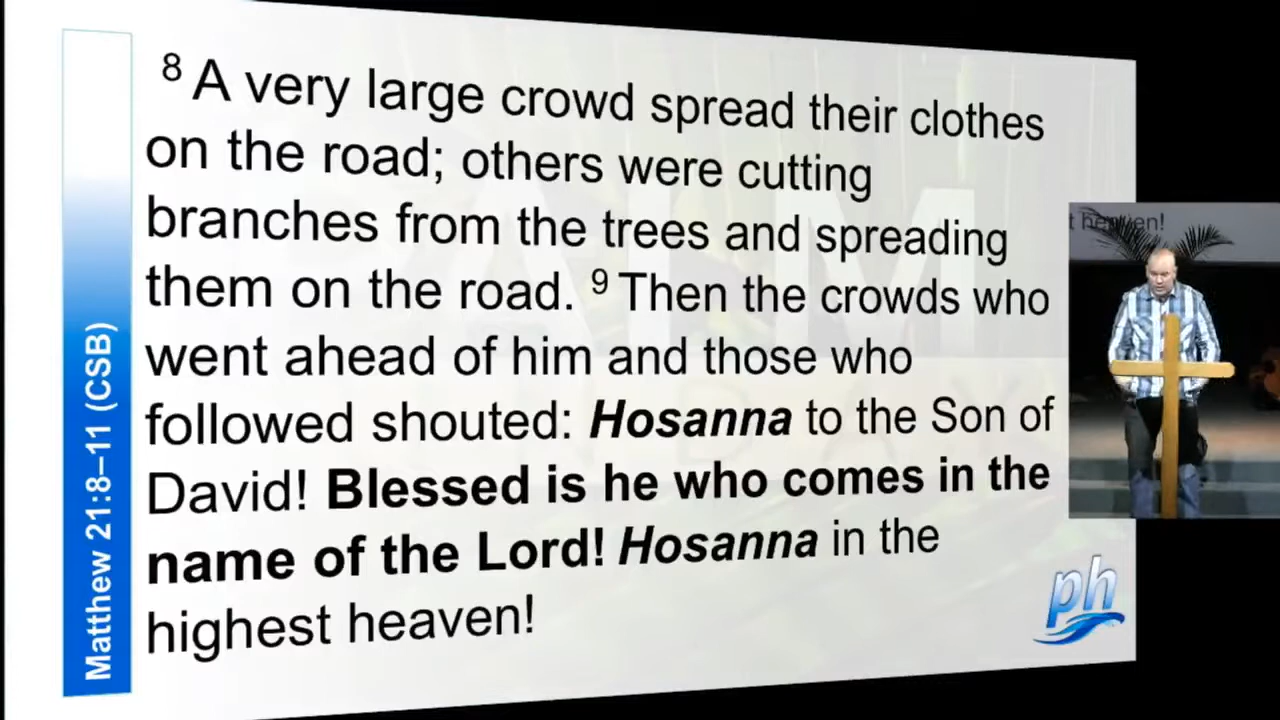 ⁸ A very large crowd spread their clothes
on the road; others were cutting
branches from the trees and spreading
them on the road. ⁹ Then the crowds who
went ahead of him and those who
followed shouted: Hosanna to the Son of
David! Blessed is he who comes in the
name of the Lord! Hosanna in the
highest heaven!
Matthew 21:8–11 (CSB)
t heaven!
ph